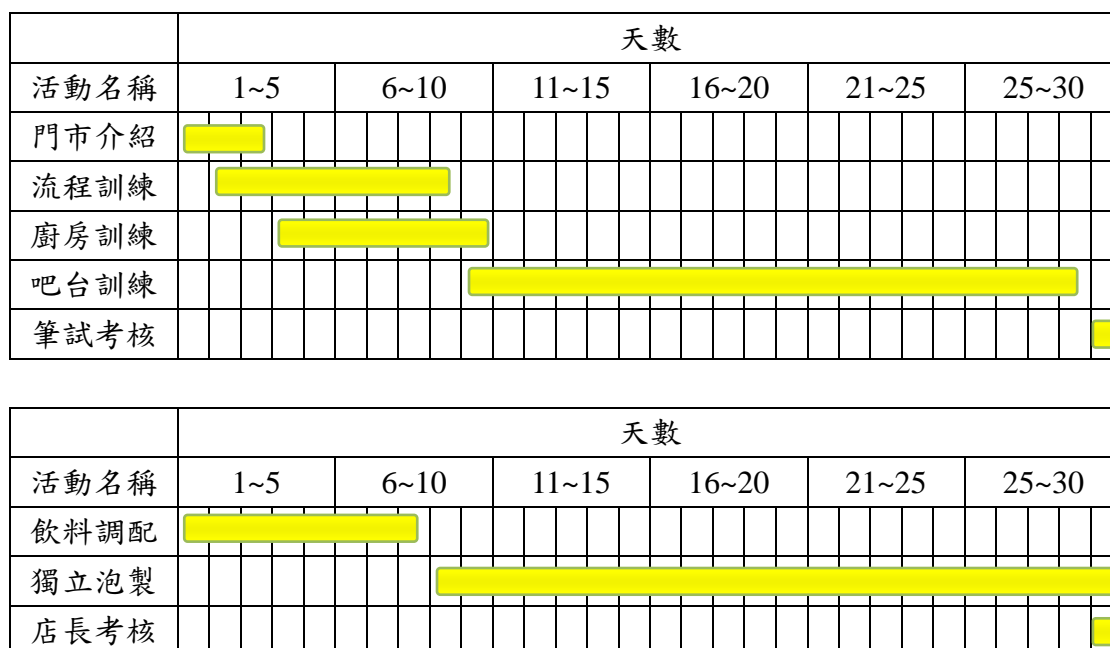 天數
活動名稱 1~5 6~10 11~15 16~20 21~25 25~30
門市介紹
流程訓練
廚房訓練
吧台訓練
筆試考核
天數
活動名稱 1~5 6~10 11~15 16~20 21~25 25~30
飲料調配
獨立泡製
店長考核